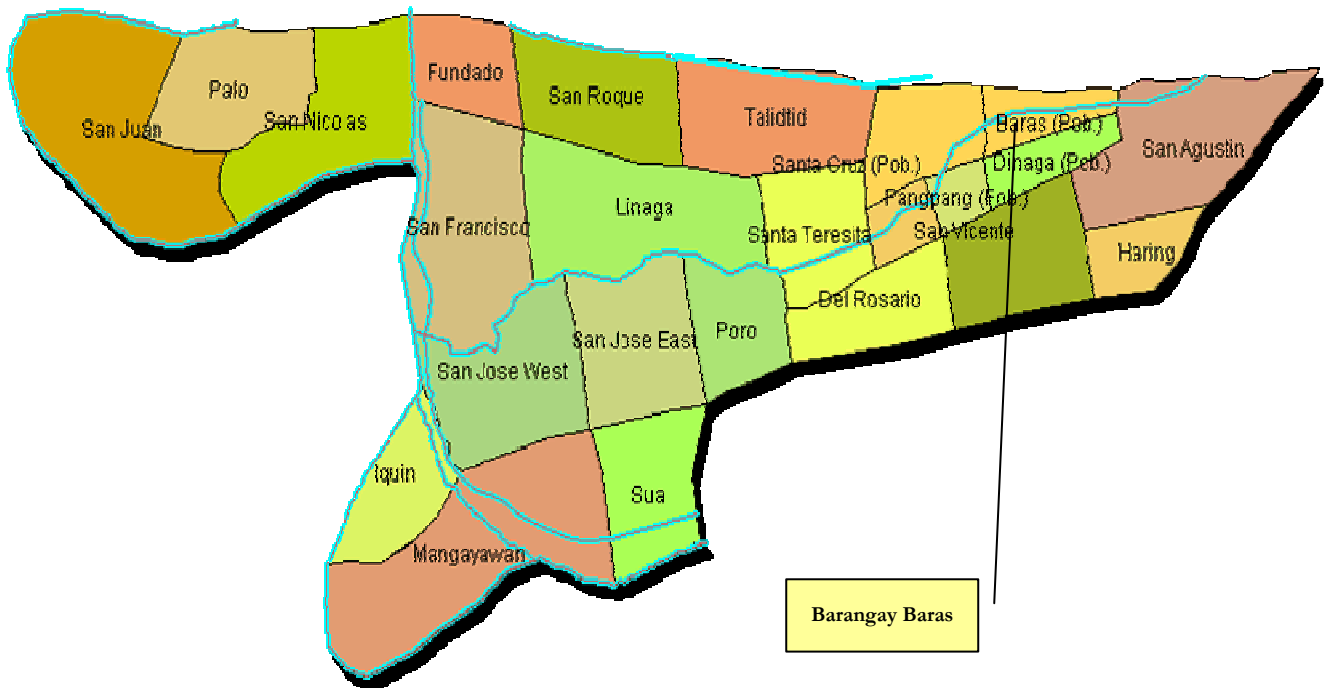 Fundado
Palo
San Roque
Talidtid
San Juan
San Nico as
Baras (Pob.)
San Agustin
Santa Cruz (Pob.)
Dinaga (Pob.)
Pangpang (Pob.)
Linaga
San Francisco
Santa Teresita
San Vicente
Haring
Del Rosario
Poro
San Jose East
San Jose West
Iquin
Sua
Mangayawan
Barangay Baras